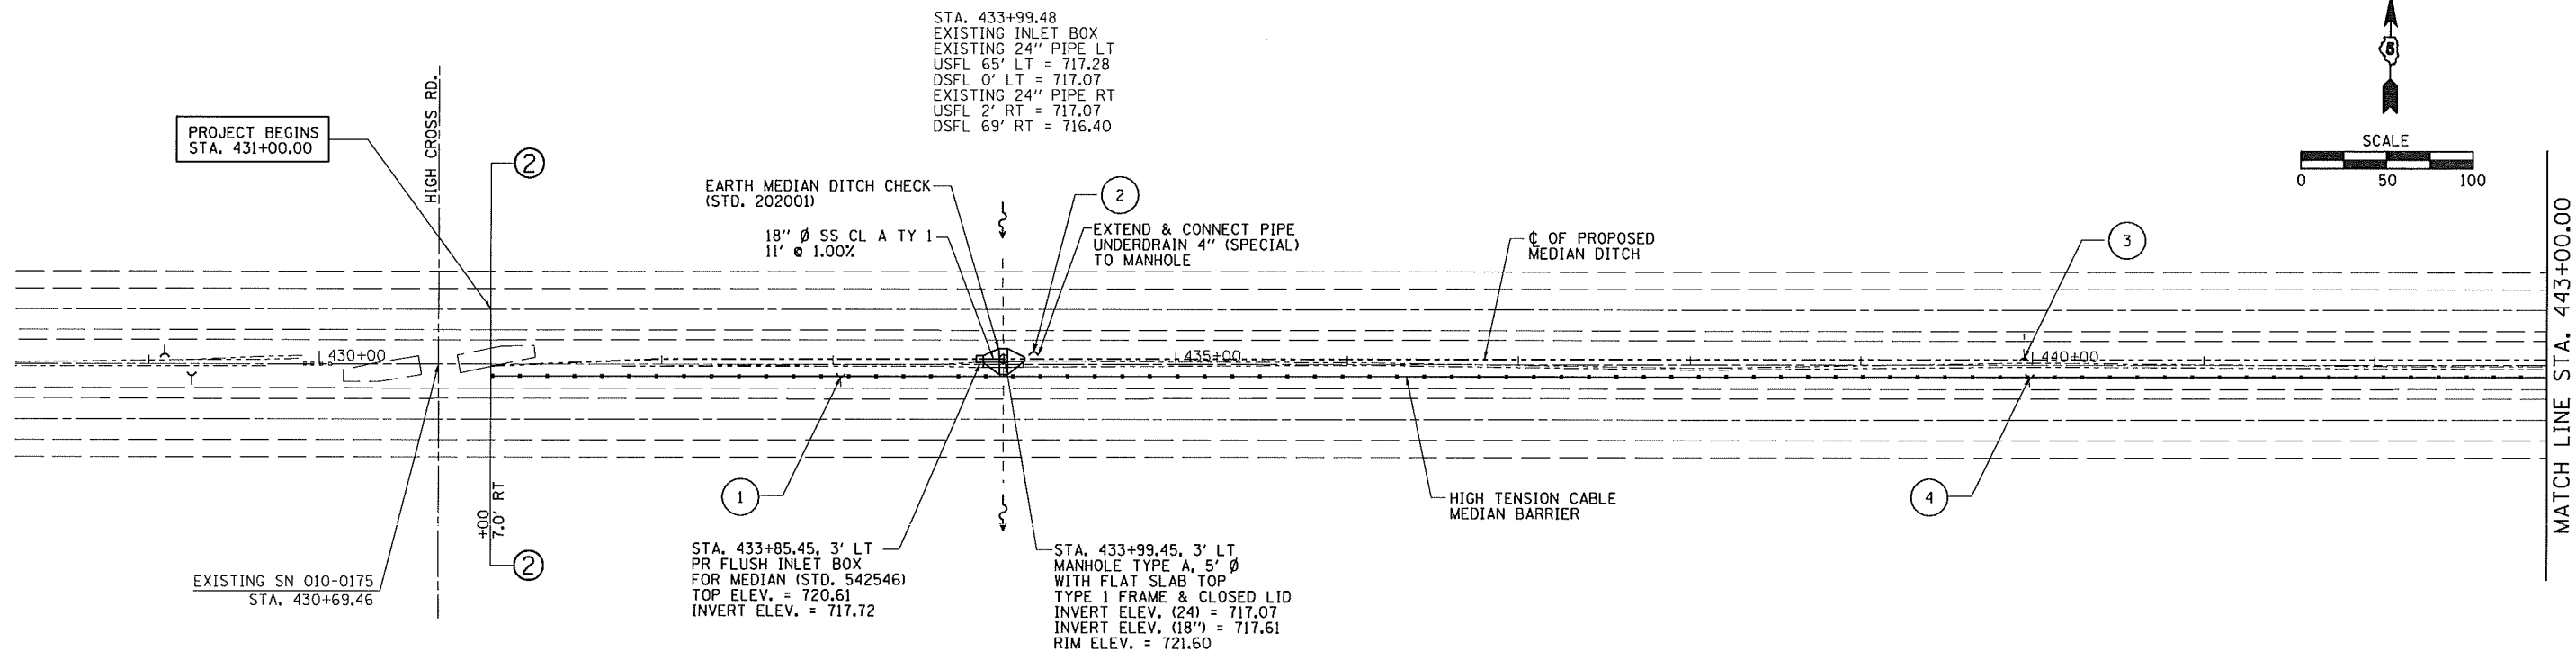 STA. 433+99.48
EXISTING INLET BOX
EXISTING 24" PIPE LT
USFL 65' LT = 717.28
DSFL 0' LT = 717.07
EXISTING 24" PIPE RT
USFL 2' RT = 717.07
DSFL 69' RT = 716.40
5
SCALE
0 50 100
PROJECT BEGINS
STA. 431+00.00
HIGH CROSS RD.
2
EARTH MEDIAN DITCH CHECK
(STD. 202001)
18" Ø SS CL A TY 1
11' @ 1.00%
2
EXTEND & CONNECT PIPE
UNDERDRAIN 4" (SPECIAL)
TO MANHOLE
℄ OF PROPOSED
MEDIAN DITCH
3
MATCH LINE STA. 443+00.00
430+00
435+00
440+00
1
+00
7.0' RT
2
HIGH TENSION CABLE
MEDIAN BARRIER
4
EXISTING SN 010-0175
STA. 430+69.46
STA. 433+85.45, 3' LT
PR FLUSH INLET BOX
FOR MEDIAN (STD. 542546)
TOP ELEV. = 720.61
INVERT ELEV. = 717.72
STA. 433+99.45, 3' LT
MANHOLE TYPE A, 5' Ø
WITH FLAT SLAB TOP
TYPE 1 FRAME & CLOSED LID
INVERT ELEV. (24) = 717.07
INVERT ELEV. (18") = 717.61
RIM ELEV. = 721.60